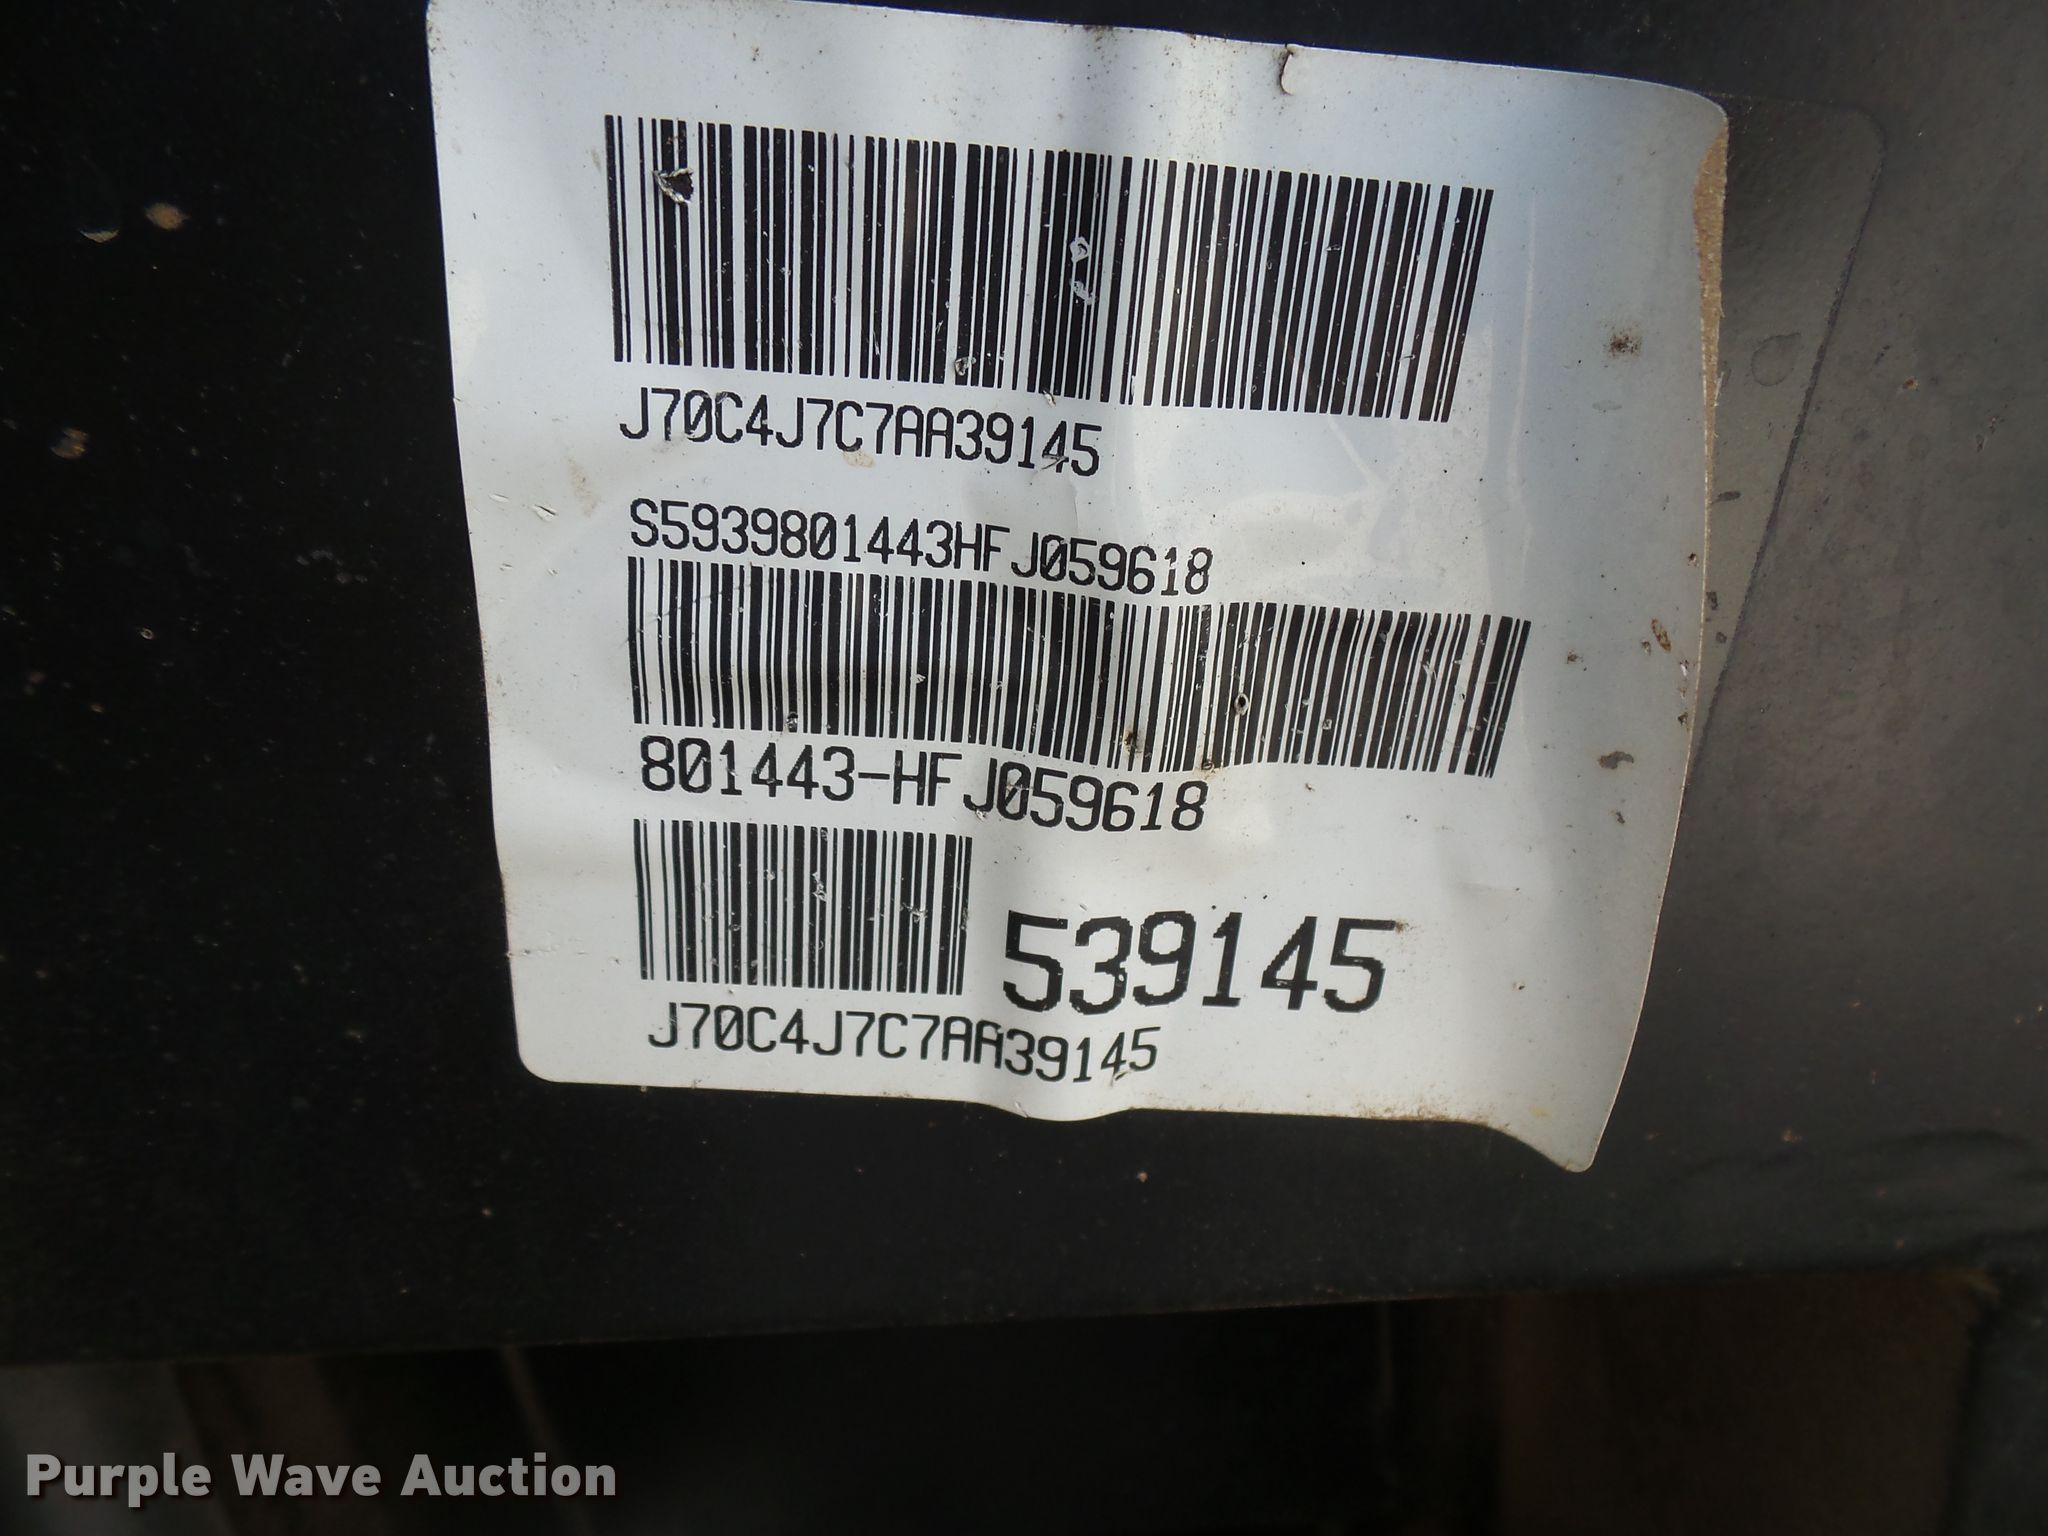 J70C4J7C7AA39145
S5939801443HFJ059618
801443-HFJ059618
539145
J70C4J7C7AA39145
Purple Wave Auction